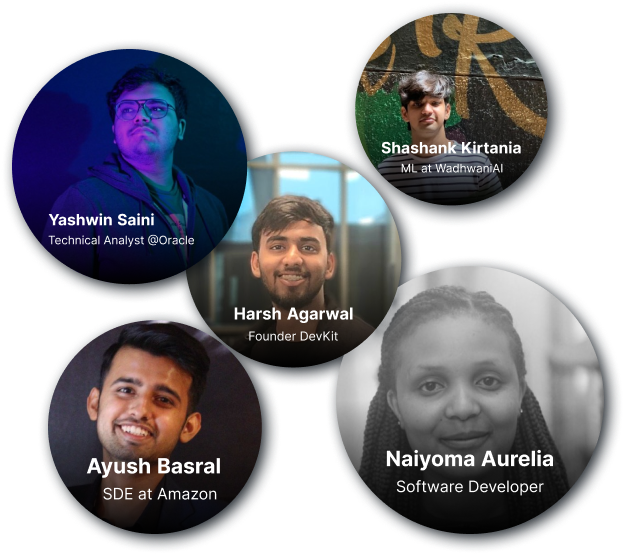 Shashank Kirtania
ML at WadhwaniAI
Yashwin Saini
Technical Analyst @Oracle
Harsh Agarwal
Founder DevKit
Ayush Basral
SDE at Amazon
Naiyoma Aurelia
Software Developer